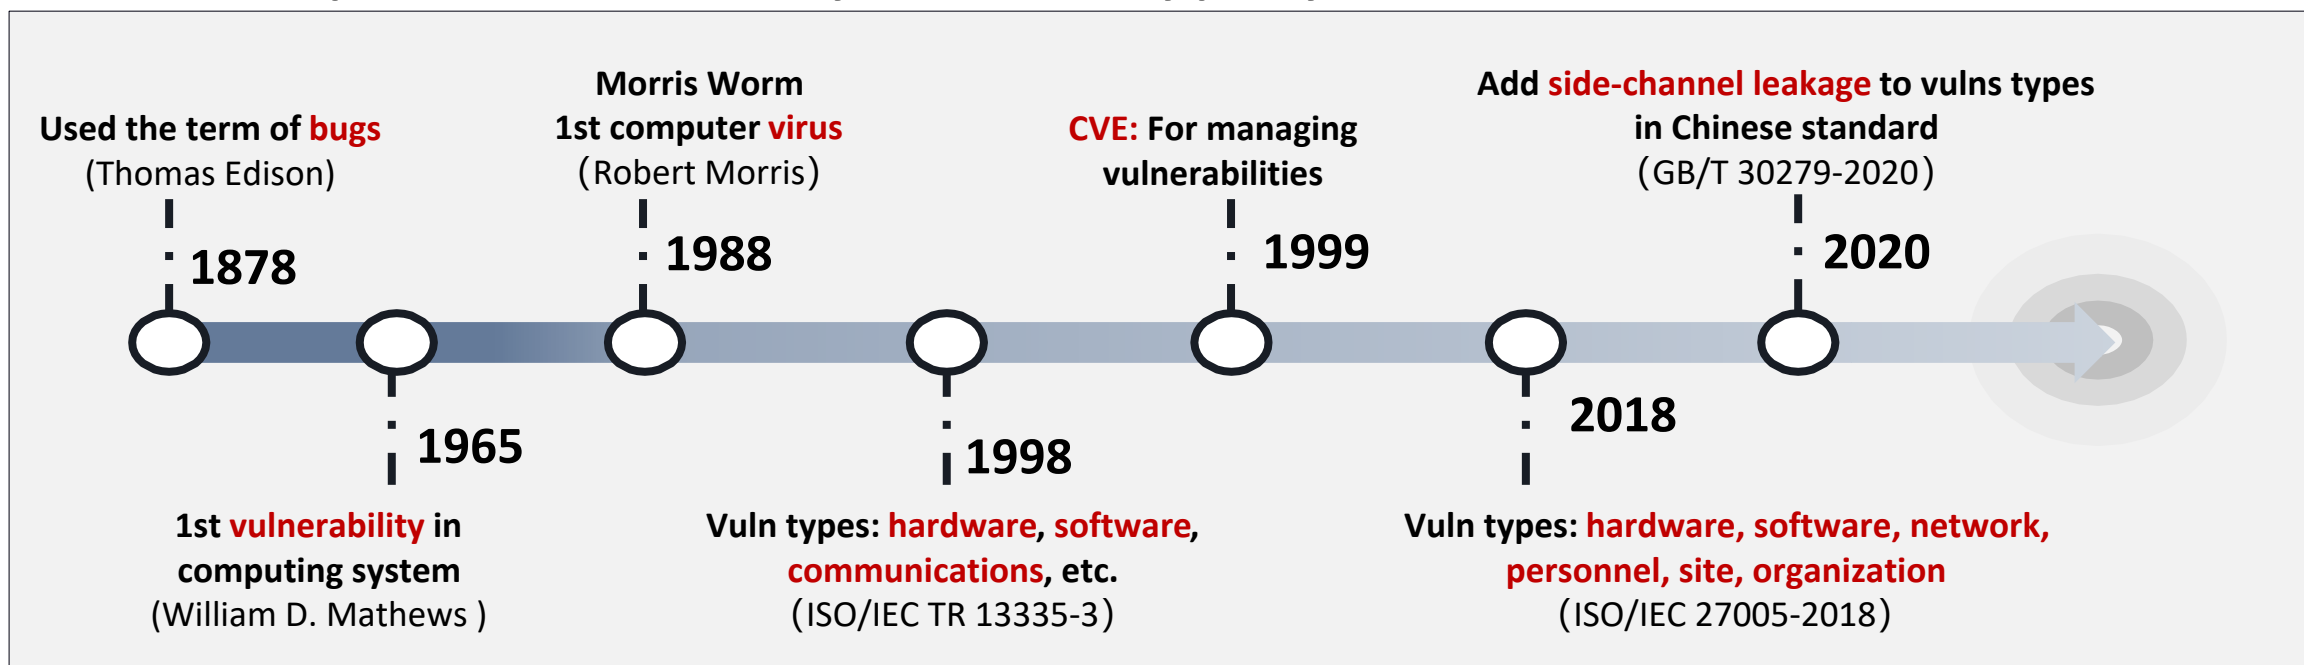 Used the term of bugs
(Thomas Edison)
1878
1965
1st vulnerability in
computing system
(William D. Mathews )
Morris Worm
1st computer virus
(Robert Morris)
1988
1998
Vuln types: hardware, software,
communications, etc.
(ISO/IEC TR 13335-3)
CVE: For managing
vulnerabilities
1999
2018
Vuln types: hardware, software, network,
personnel, site, organization
(ISO/IEC 27005-2018)
Add side-channel leakage to vulns types
in Chinese standard
(GB/T 30279-2020)
2020